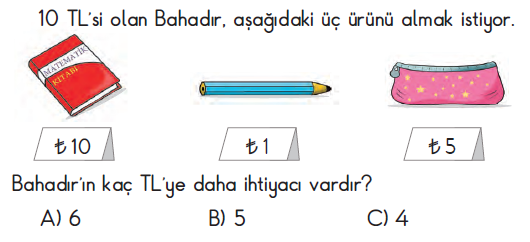 10 TL'si olan Bahadır, aşağıdaki üç ürünü almak istiyor.
MATEMATİK
KİTABI
₺10 ₺1 ₺5
Bahadır'ın kaç TL'ye daha ihtiyacı vardır?
A) 6 B) 5 C) 4